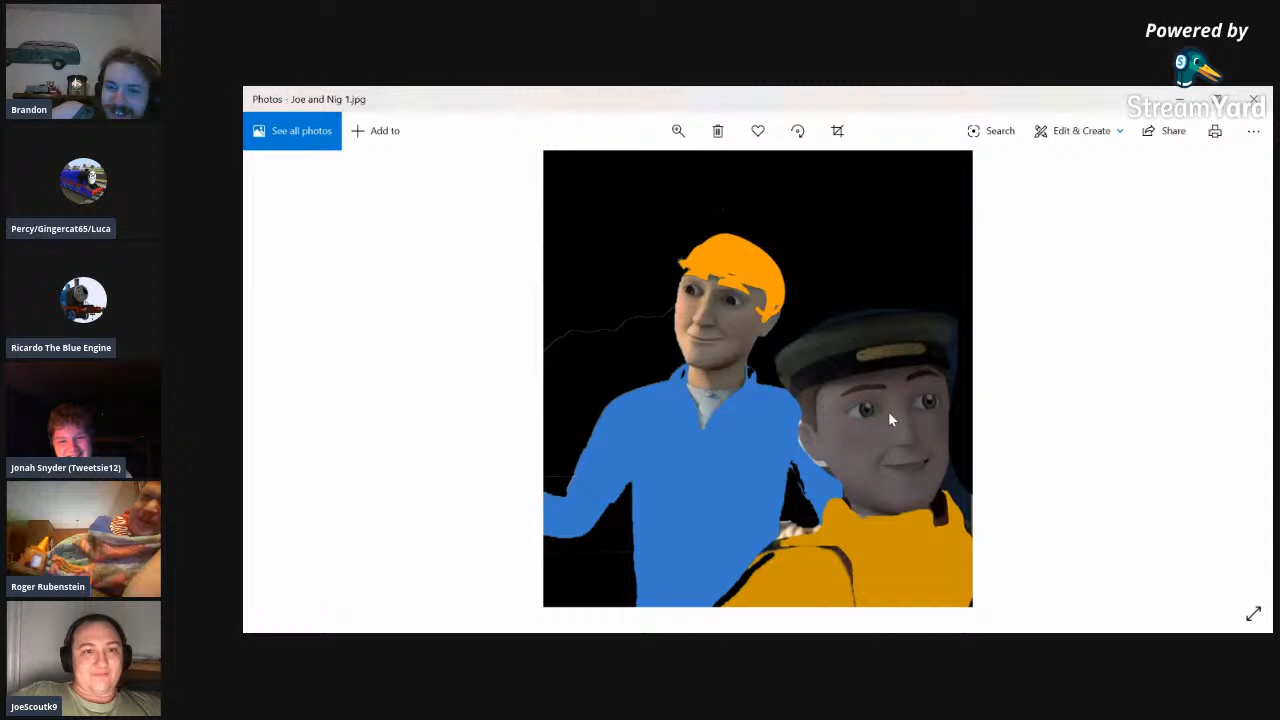 Powered by
StreamYard
Brandon
Percy/Gingercat65/Luca
Ricardo The Blue Engine
Jonah Snyder (Tweetsie12)
Roger Rubenstein
JoeScoutk9
Photos - Joe and Nig 1.jpg
See all photos
Add to
Search
Edit & Create
Share